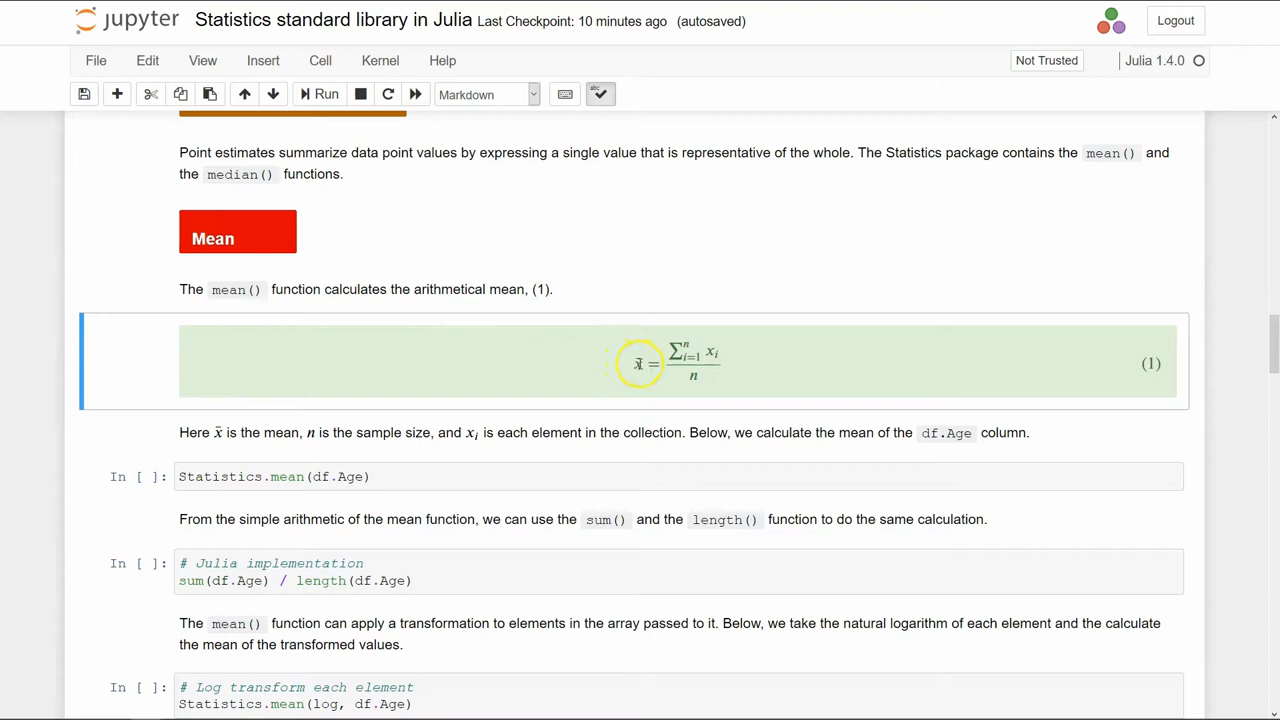 jupyter Statistics standard library in Julia Last Checkpoint: 10 minutes ago (autosaved) Logout
File Edit View Insert Cell Kernel Help Not Trusted Julia 1.4.0
Run Markdown
Point estimates summarize data point values by expressing a single value that is representative of the whole. The Statistics package contains the mean() and
the median() functions.
Mean
The mean() function calculates the arithmetical mean, (1).
x̄ = ∑ⁿᵢ₌₁ xᵢ / n (1)
Here x̄ is the mean, n is the sample size, and xᵢ is each element in the collection. Below, we calculate the mean of the df.Age column.
In [ ]: Statistics.mean(df.Age)
From the simple arithmetic of the mean function, we can use the sum() and the length() function to do the same calculation.
In [ ]: # Julia implementation
sum(df.Age) / length(df.Age)
The mean() function can apply a transformation to elements in the array passed to it. Below, we take the natural logarithm of each element and the calculate
the mean of the transformed values.
In [ ]: # Log transform each element
Statistics.mean(log, df.Age)